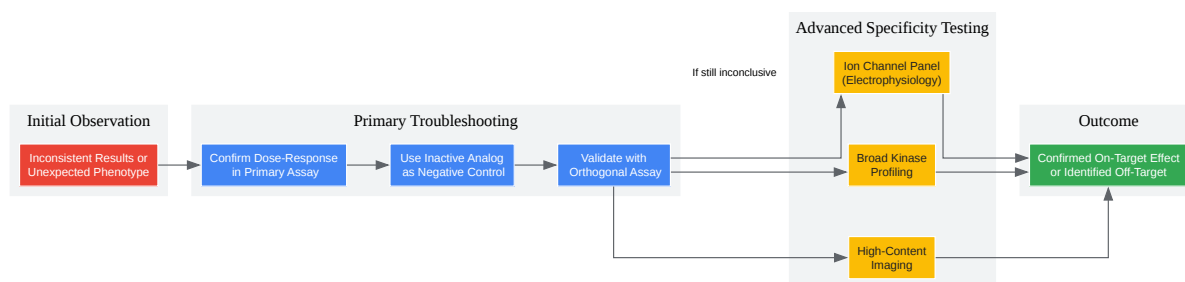 Initial Observation
Inconsistent Results or
Unexpected Phenotype
Primary Troubleshooting
Confirm Dose-Response
in Primary Assay
Use Inactive Analog
as Negative Control
Validate with
Orthogonal Assay
If still inconclusive
Advanced Specificity Testing
Ion Channel Panel
(Electrophysiology)
Broad Kinase
Profiling
High-Content
Imaging
Outcome
Confirmed On-Target Effect
or Identified Off-Target